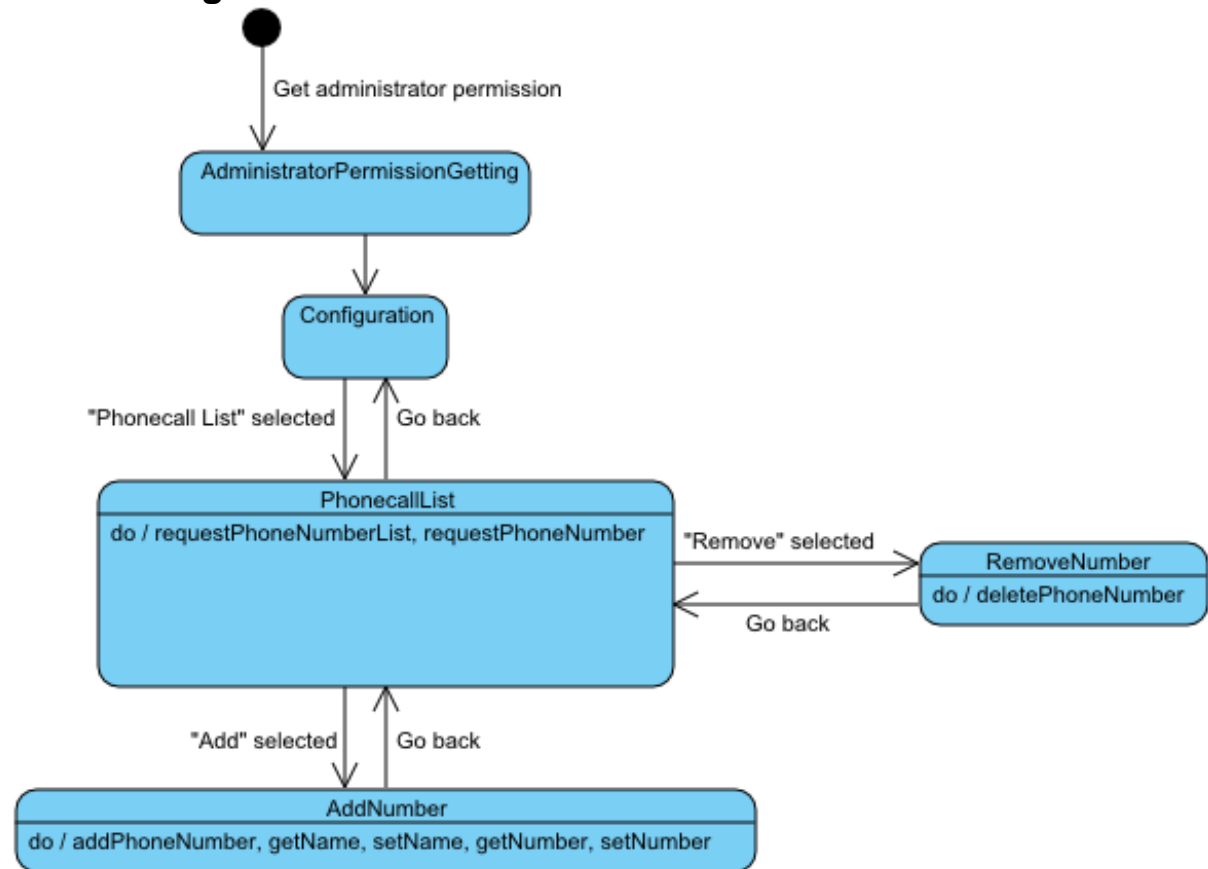 Get administrator permission
AdministratorPermissionGetting
Configuration
"Phonecall List" selected
Go back
PhonecallList
do / requestPhoneNumberList, requestPhoneNumber
"Remove" selected
RemoveNumber
do / deletePhoneNumber
Go back
"Add" selected
Go back
AddNumber
do / addPhoneNumber, getName, setName, getNumber, setNumber